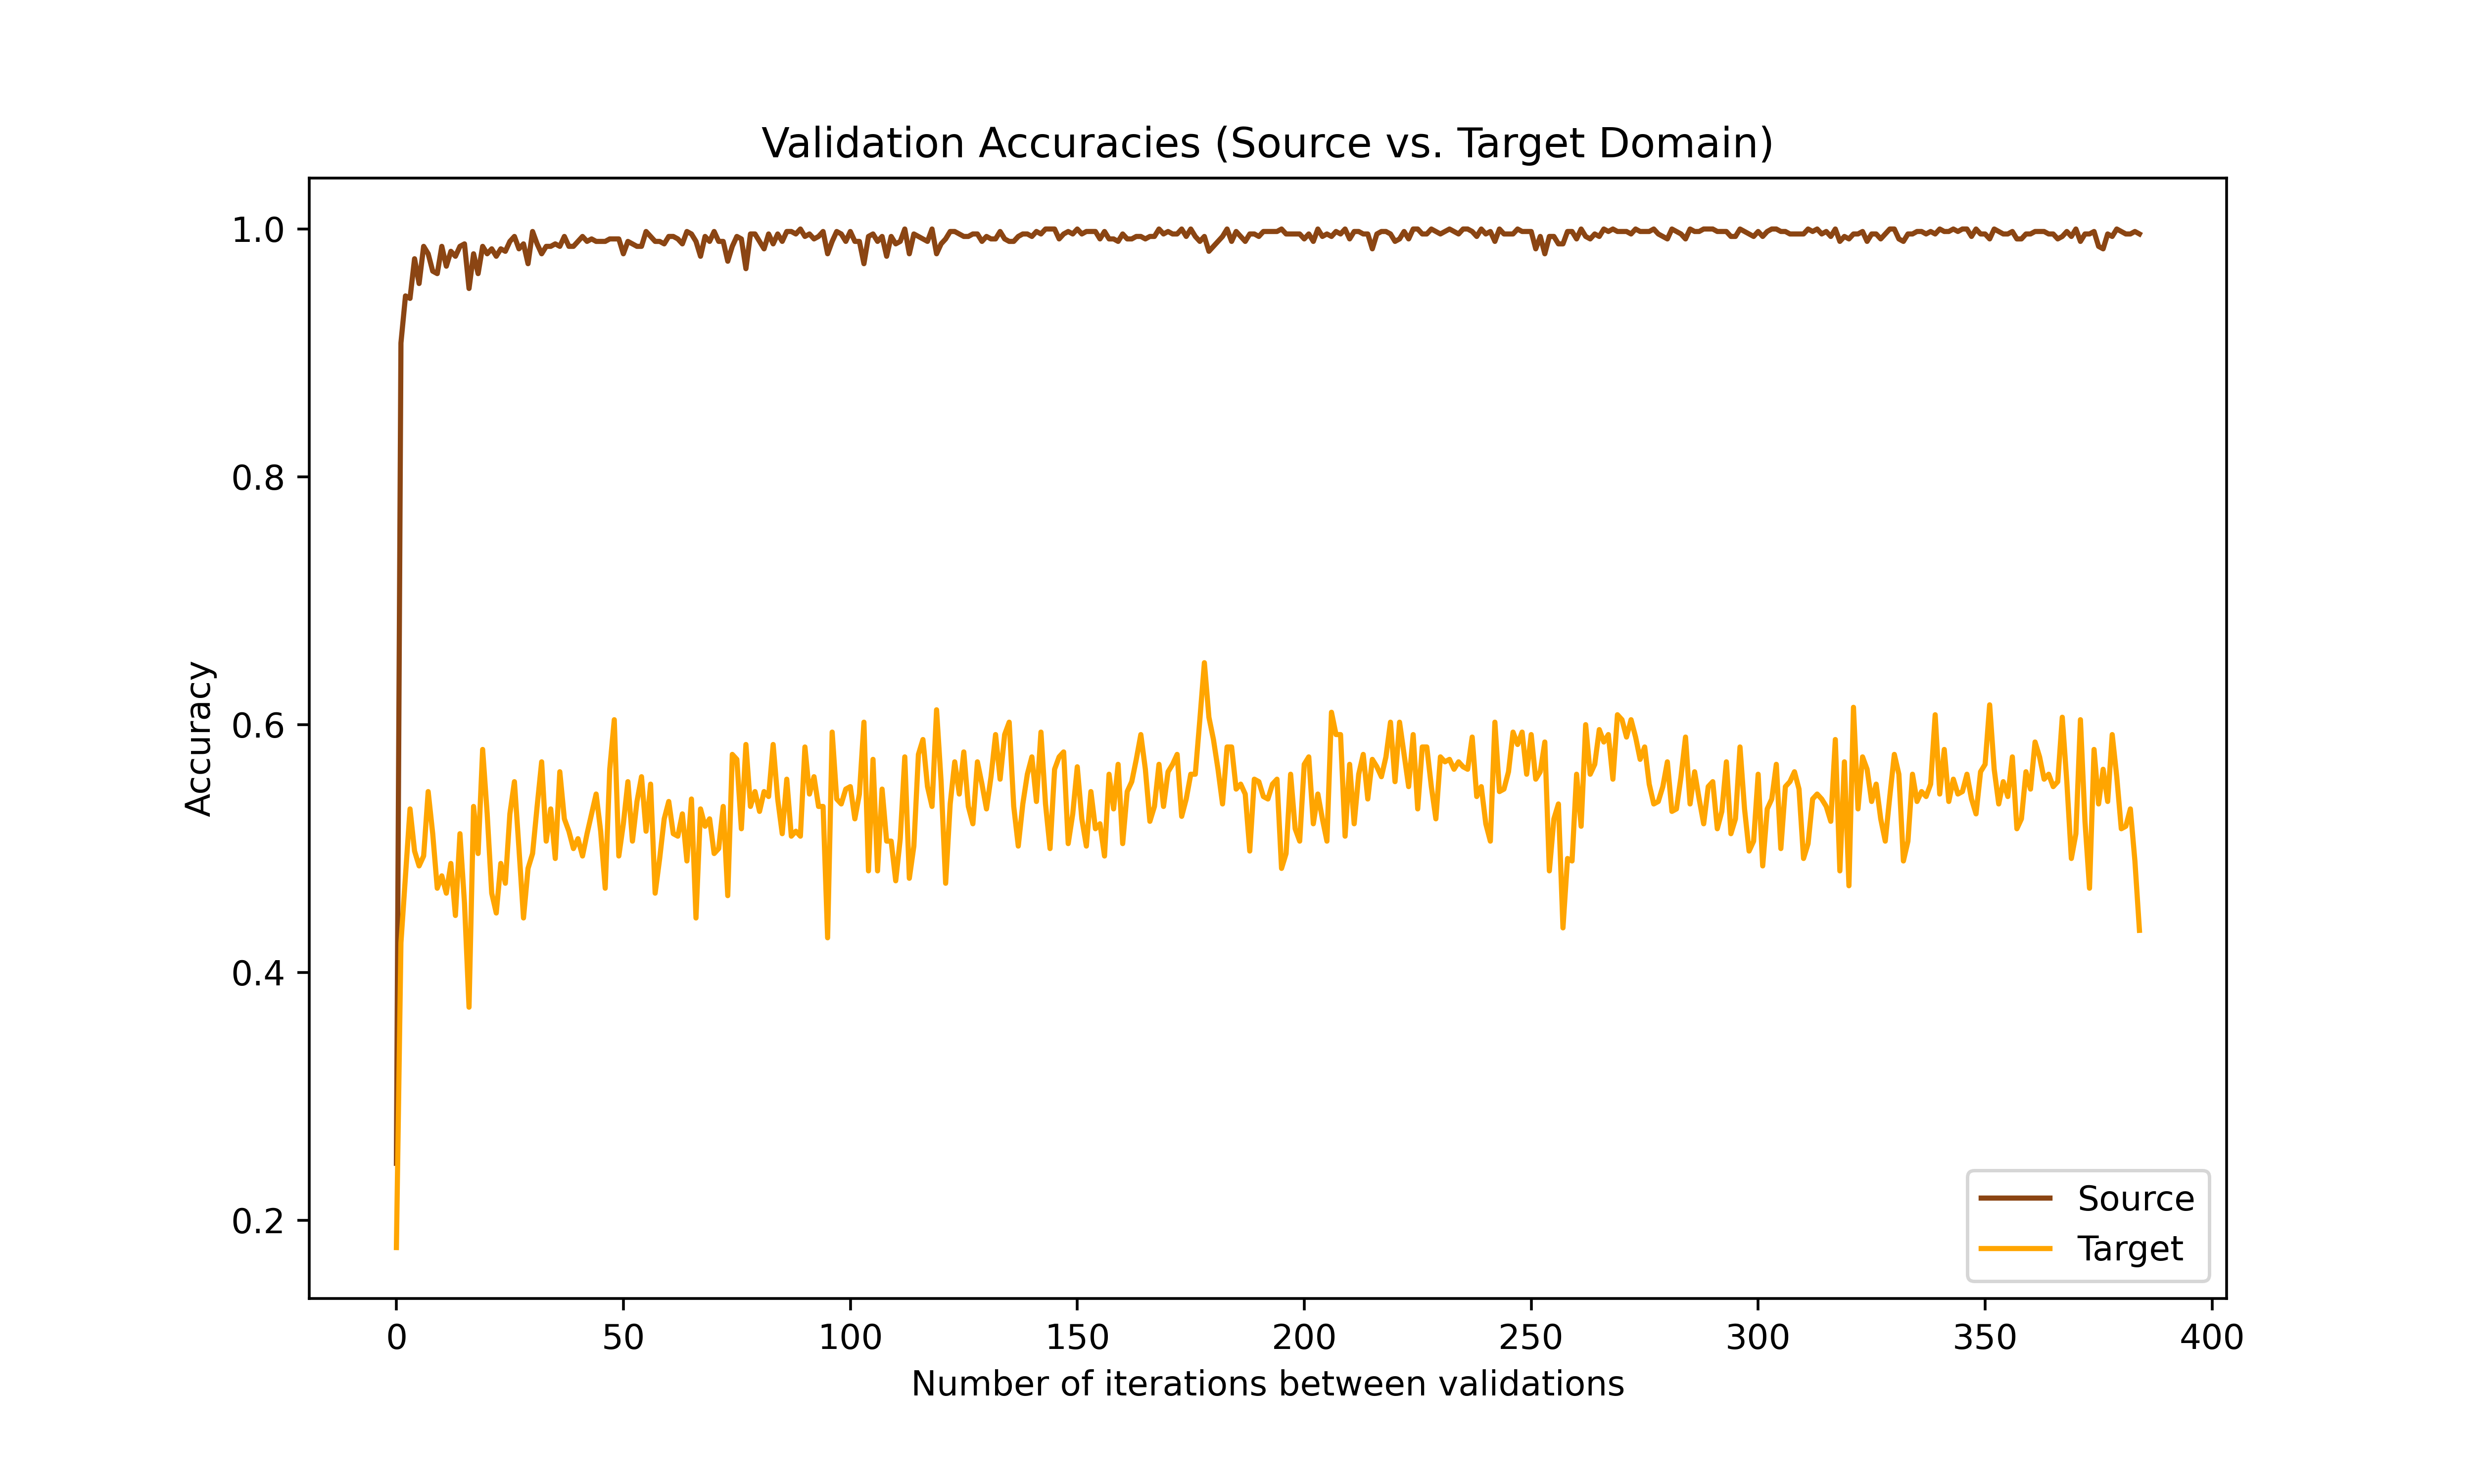 Validation Accuracies (Source vs. Target Domain)
1.0
0.8
0.6
0.4
0.2
Accuracy
0 50 100 150 200 250 300 350 400
Number of iterations between validations
Source
Target